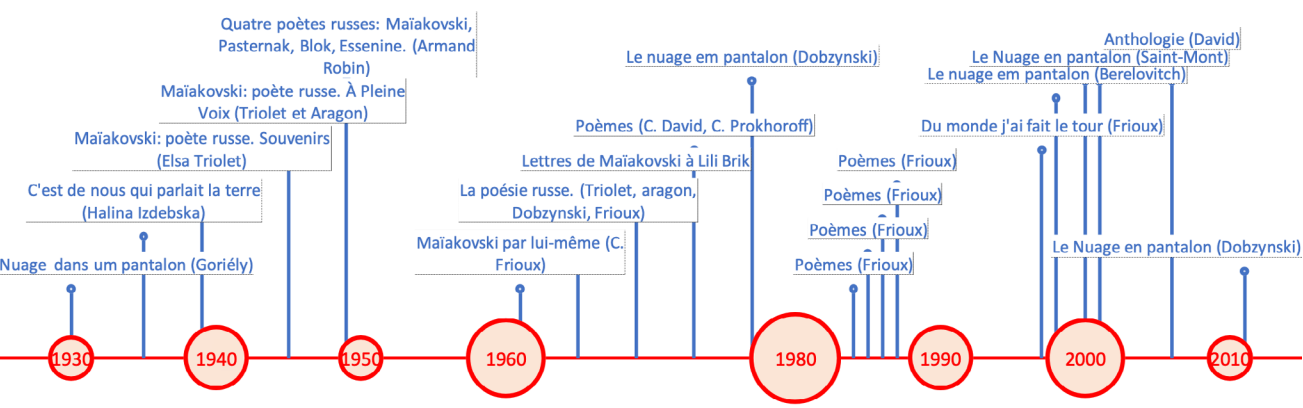 Quatre poètes russes: Maïakovski,
Pasternak, Blok, Essenine. (Armand
Robin)
Maïakovski: poète russe. À Pleine
Voix (Triolet et Aragon)
Maïakovski: poète russe. Souvenirs
(Elsa Triolet)
C'est de nous qui parlait la terre
(Halina Izdebska)
Nuage dans um pantalon (Goriély)
Le nuage em pantalon (Dobzynski)
Poèmes (C. David, C. Prokhoroff)
Lettres de Maïakovski à Lili Brik
La poésie russe. (Triolet, aragon,
Dobzynski, Frioux)
Maïakovski par lui-même (C.
Frioux)
Anthologie (David)
Le Nuage en pantalon (Saint-Mont)
Le nuage em pantalon (Berelovitch)
Du monde j'ai fait le tour (Frioux)
Poèmes (Frioux)
Poèmes (Frioux)
Poèmes (Frioux)
Poèmes (Frioux)
Le Nuage en pantalon (Dobzynski)
1930
1940
1950
1960
1980
1990
2000
2010